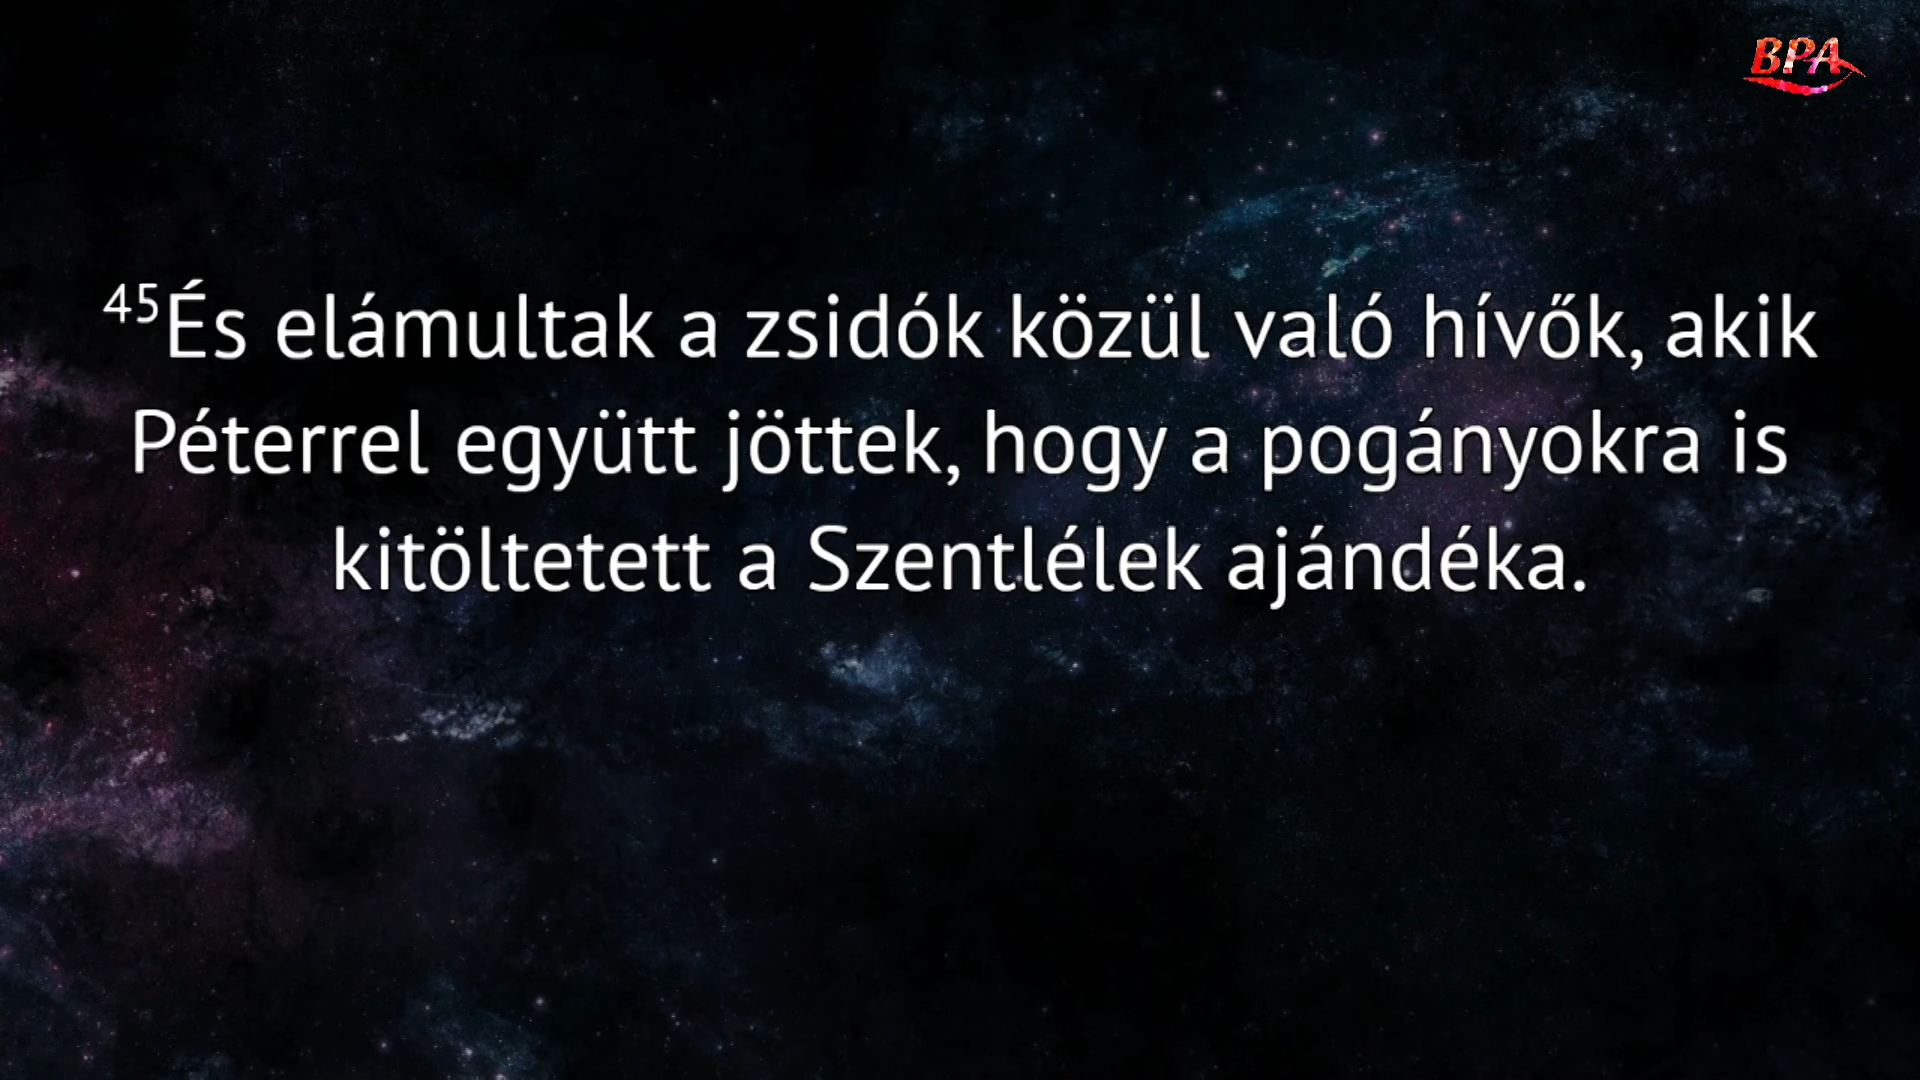 BPA
⁴⁵És elámultak a zsidók közül való hívők, akik
Péterrel együtt jöttek, hogy a pogányokra is
kitöltetett a Szentlélek ajándéka.